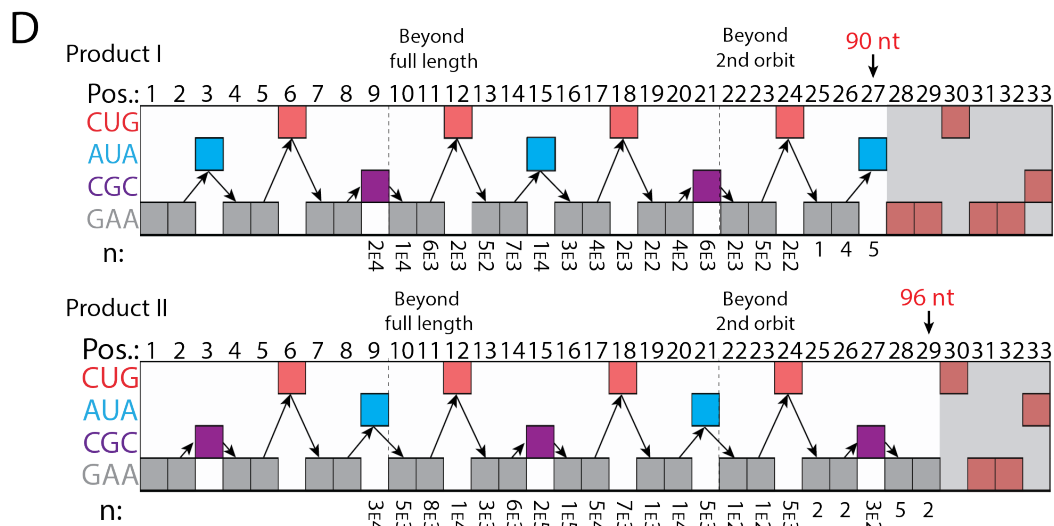 D
Product I
Beyond full length
Beyond 2nd orbit
90 nt
Pos.: 1 2 3 4 5 6 7 8 9 10 11 12 13 14 15 16 17 18 19 20 21 22 23 24 25 26 27 28 29 30 31 32 33
CUG
AUA
CGC
GAA
n: 2E4 1E4 6E3 2E3 5E2 7E3 1E4 3E3 4E3 2E3 2E2 4E2 6E3 2E3 5E2 2E2 1 4 5
Product II
Beyond full length
Beyond 2nd orbit
96 nt
Pos.: 1 2 3 4 5 6 7 8 9 10 11 12 13 14 15 16 17 18 19 20 21 22 23 24 25 26 27 28 29 30 31 32 33
CUG
AUA
CGC
GAA
n: 2 2 5 2